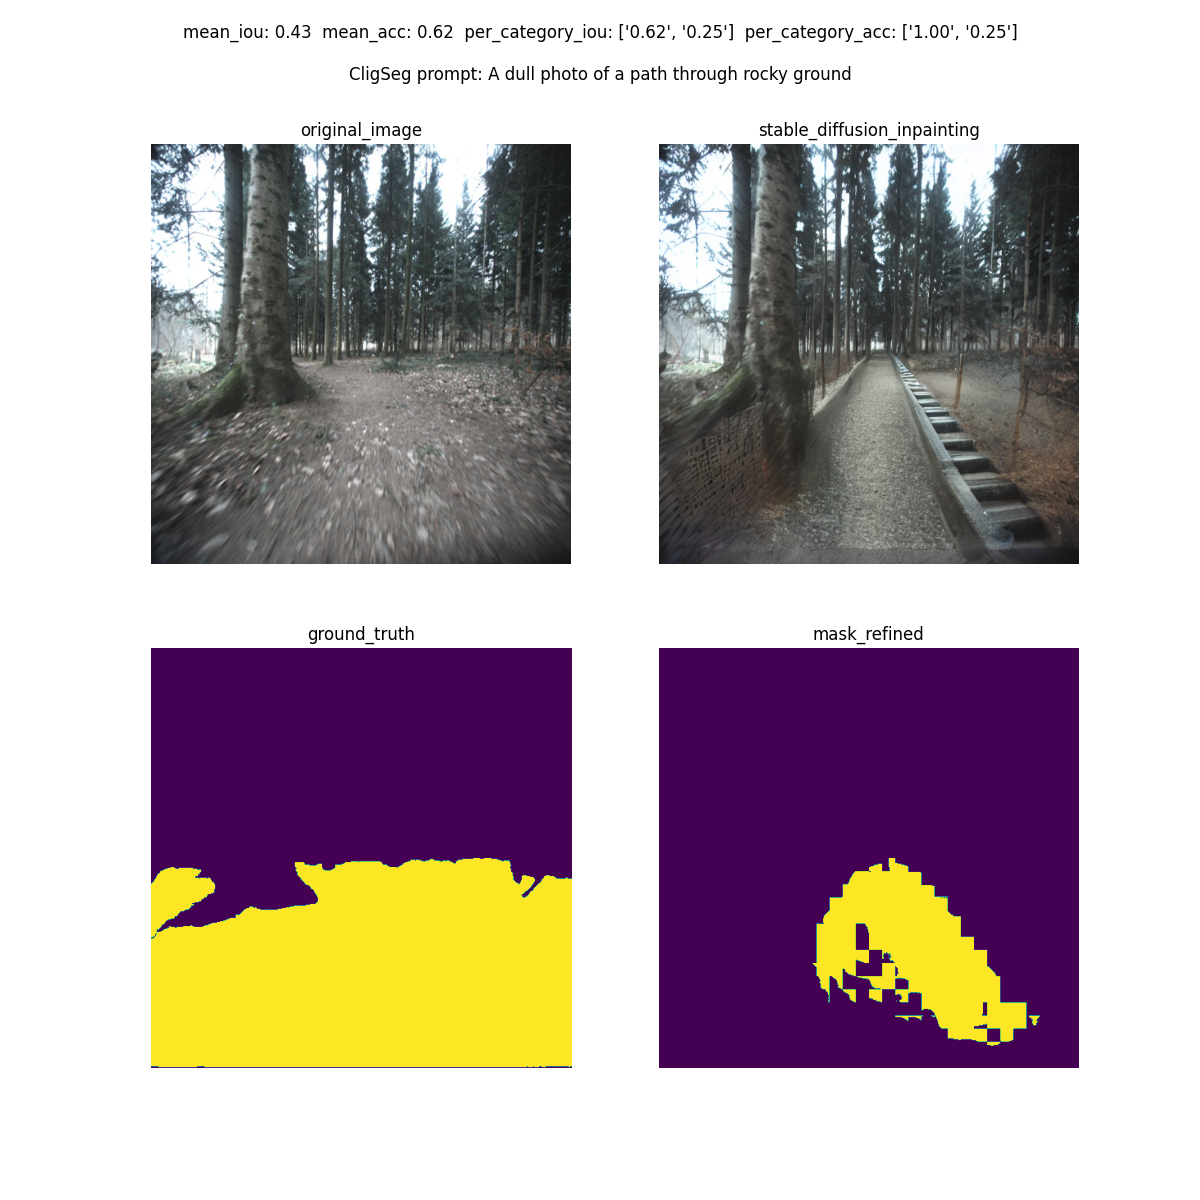 mean_iou: 0.43  mean_acc: 0.62  per_category_iou: ['0.62', '0.25']  per_category_acc: ['1.00', '0.25']
CligSeg prompt: A dull photo of a path through rocky ground
original_image
stable_diffusion_inpainting
ground_truth
mask_refined